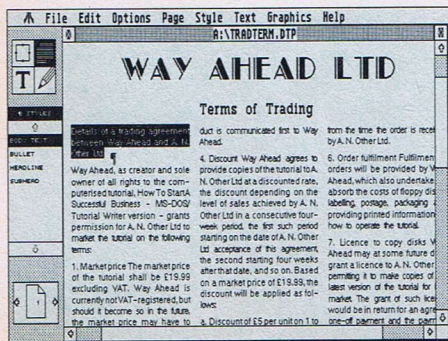 File Edit Options Page Style Text Graphics Help
A:\TRADTERM.DTP
T
¶ STYLES
BODY TEXT
BULLET
HEADLINE
SUBHEAD
1
WAY AHEAD LTD
Terms of Trading
Details of a trading agreement
between Way Ahead and A. N.
Other Ltd
¶
Way Ahead, as creator and sole
owner of all rights to the com-
puterised tutorial, How To Start A
Successful Business - MS-DOS/
Tutorial Writer version - grants
permission for A. N. Other Ltd to
market the tutorial on the following
terms:
1. Market price The market price
of the tutorial shall be £19.99
excluding VAT. Way Ahead is
currently not VAT-registered, but
should it become so in the future,
the market price may have to
duct is communicated first to Way
Ahead.
4. Discount Way Ahead agrees to
provide copies of the tutorial to A.
N. Other Ltd at a discounted rate,
the discount depending on the
level of sales achieved by A. N.
Other Ltd in a consecutive four-
week period, the first such period
starting on the date of A. N. Other
Ltd acceptance of this agreement,
the second starting four weeks
after that date, and so on. Based
on a market price of £19.99, the
discount will be applied as fol-
lows:
a. Discount of £5 per unit on 1 to
from the time the order is recei
by A. N. Other Ltd.
6. Order fulfilment Fulfilmen
orders will be provided by W
Ahead, which also undertake
absorb the costs of floppy dis
labelling, postage, packaging
providing printed information
how to operate the tutorial.
7. Licence to copy disks W
Ahead may at some future d
grant a licence to A. N. Other
permitting it to make copies of
latest version of the tutorial for
market. The grant of such lice
would be in return for an agre
one-off payment and the paym